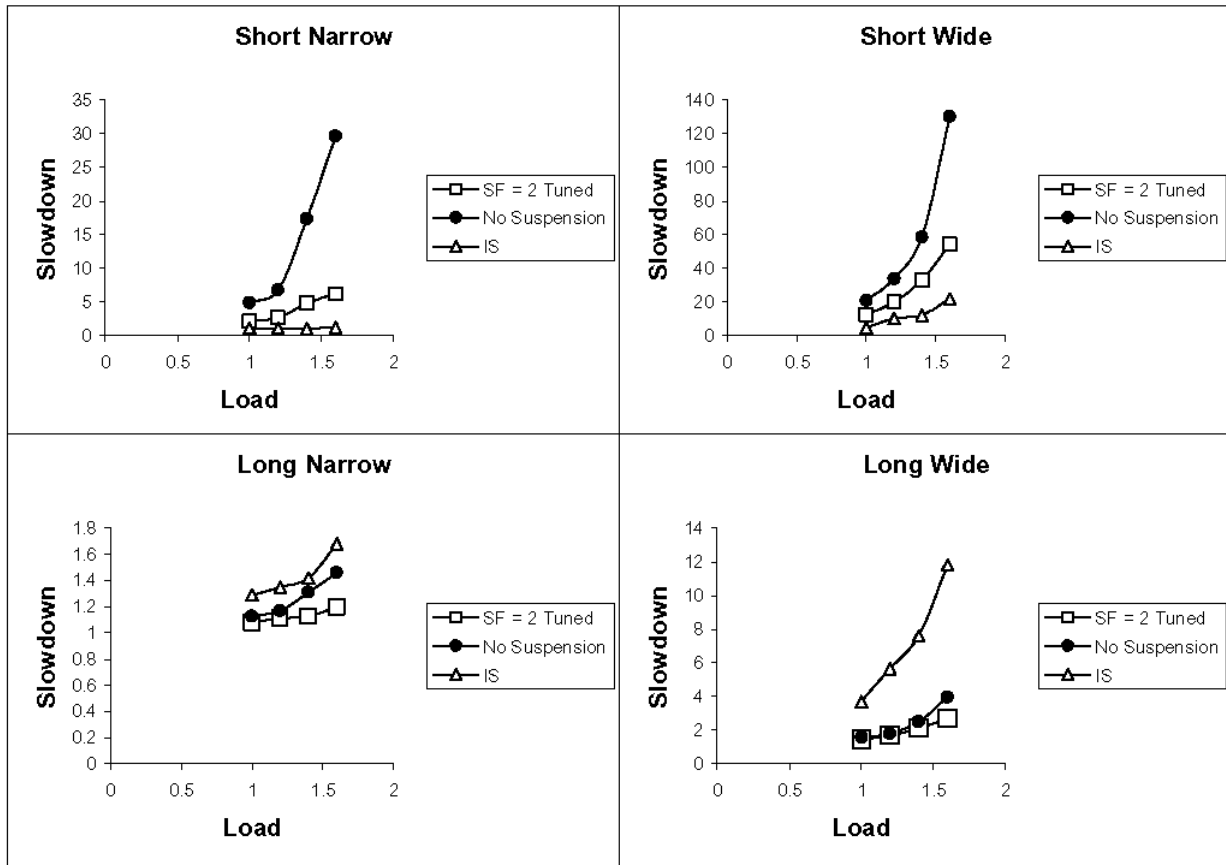 Short Narrow
35
30
25
20
15
10
5
0
0 0.5 1 1.5 2
Slowdown
Load
SF = 2 Tuned
No Suspension
IS
Short Wide
140
120
100
80
60
40
20
0
0 0.5 1 1.5 2
Slowdown
Load
SF = 2 Tuned
No Suspension
IS
Long Narrow
1.8
1.6
1.4
1.2
1
0.8
0.6
0.4
0.2
0
0 0.5 1 1.5 2
Slowdown
Load
SF = 2 Tuned
No Suspension
IS
Long Wide
14
12
10
8
6
4
2
0
0 0.5 1 1.5 2
Slowdown
Load
SF = 2 Tuned
No Suspension
IS